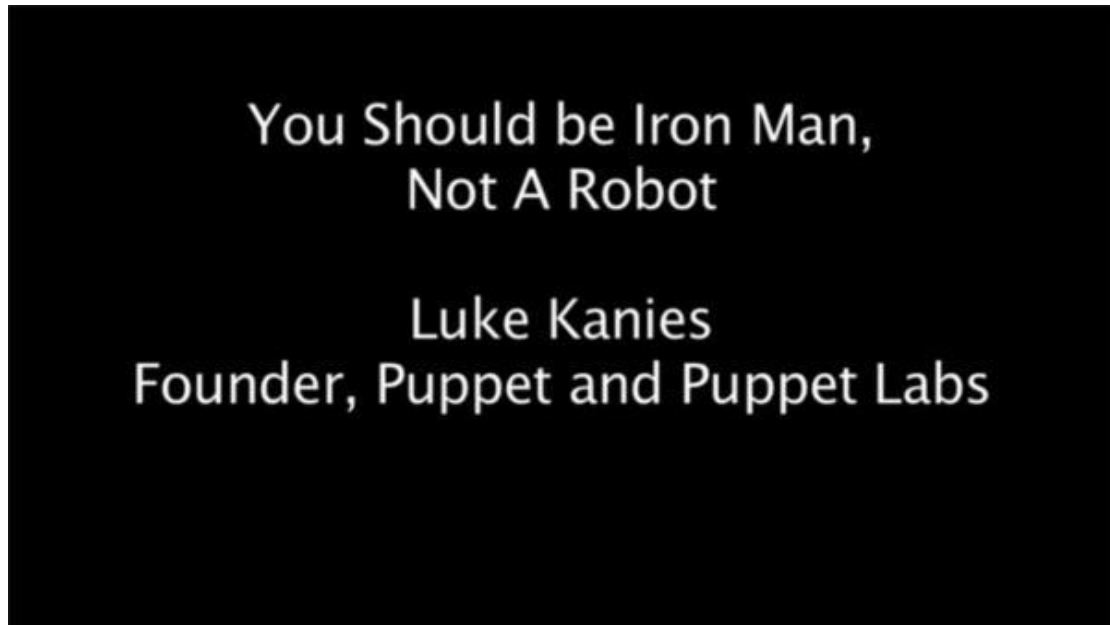 You Should be Iron Man,
Not A Robot
Luke Kanies
Founder, Puppet and Puppet Labs